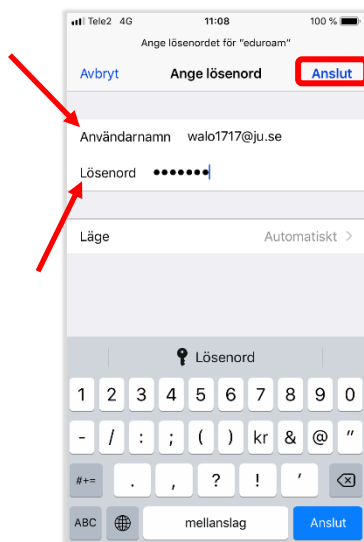 Tele2 4G 11:08 100 %
Ange lösenordet för "eduroam"
Avbryt Ange lösenord Anslut
Användarnamn walo1717@ju.se
Lösenord •••••••
Läge Automatiskt >
Lösenord
1 2 3 4 5 6 7 8 9 0
- / : ; ( ) kr & @ "
#+= . , ? ! '
ABC mellanslag Anslut